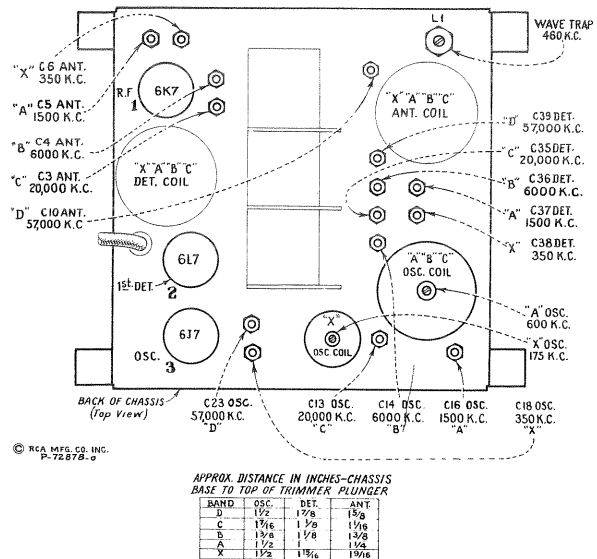 L1
WAVE TRAP
460 K.C.
"X" C6 ANT.
350 K.C.
"A" C5 ANT.
1500 K.C.
"B" C4 ANT.
6000 K.C.
"C" C3 ANT.
20,000 K.C.
"D" C10 ANT.
57,000 K.C
R.F
1
6K7
"X" "A" "B" "C"
DET. COIL
"X" "A" "B" "C"
ANT. COIL
"D" C39 DET.
57,000 K.C.
"C" C35 DET.
20,000 K.C.
"B" C36 DET.
6000 K.C.
"A" C37 DET.
1500 K.C.
"X" C38 DET.
350 K.C.
6L7
1st DET.
2
6J7
OSC.
3
"A" "B" "C"
OSC. COIL
"X"
OSC. COIL
"A" OSC.
600 K.C.
"X" OSC.
175 K.C.
BACK OF CHASSIS
(Top View)
C23 OSC.
57,000 K.C.
"D"
C13 OSC.
20,000 K.C.
"C"
C14 OSC.
6000 K.C.
"B"
C16 OSC.
1500 K.C.
"A"
C18 OSC.
350 K.C.
"X"
© RCA MFG. CO. INC.
P-72878-0
APPROX. DISTANCE IN INCHES-CHASSIS
BASE TO TOP OF TRIMMER PLUNGER
BAND OSC. DET. ANT.
D 1 1/2 1 7/8 1 5/8
C 1 7/16 1 1/8 1 1/16
B 1 3/8 1 1/8 1 3/8
A 1 1/2 1 1 1/4
X 1 1/2 1 15/16 1 9/16